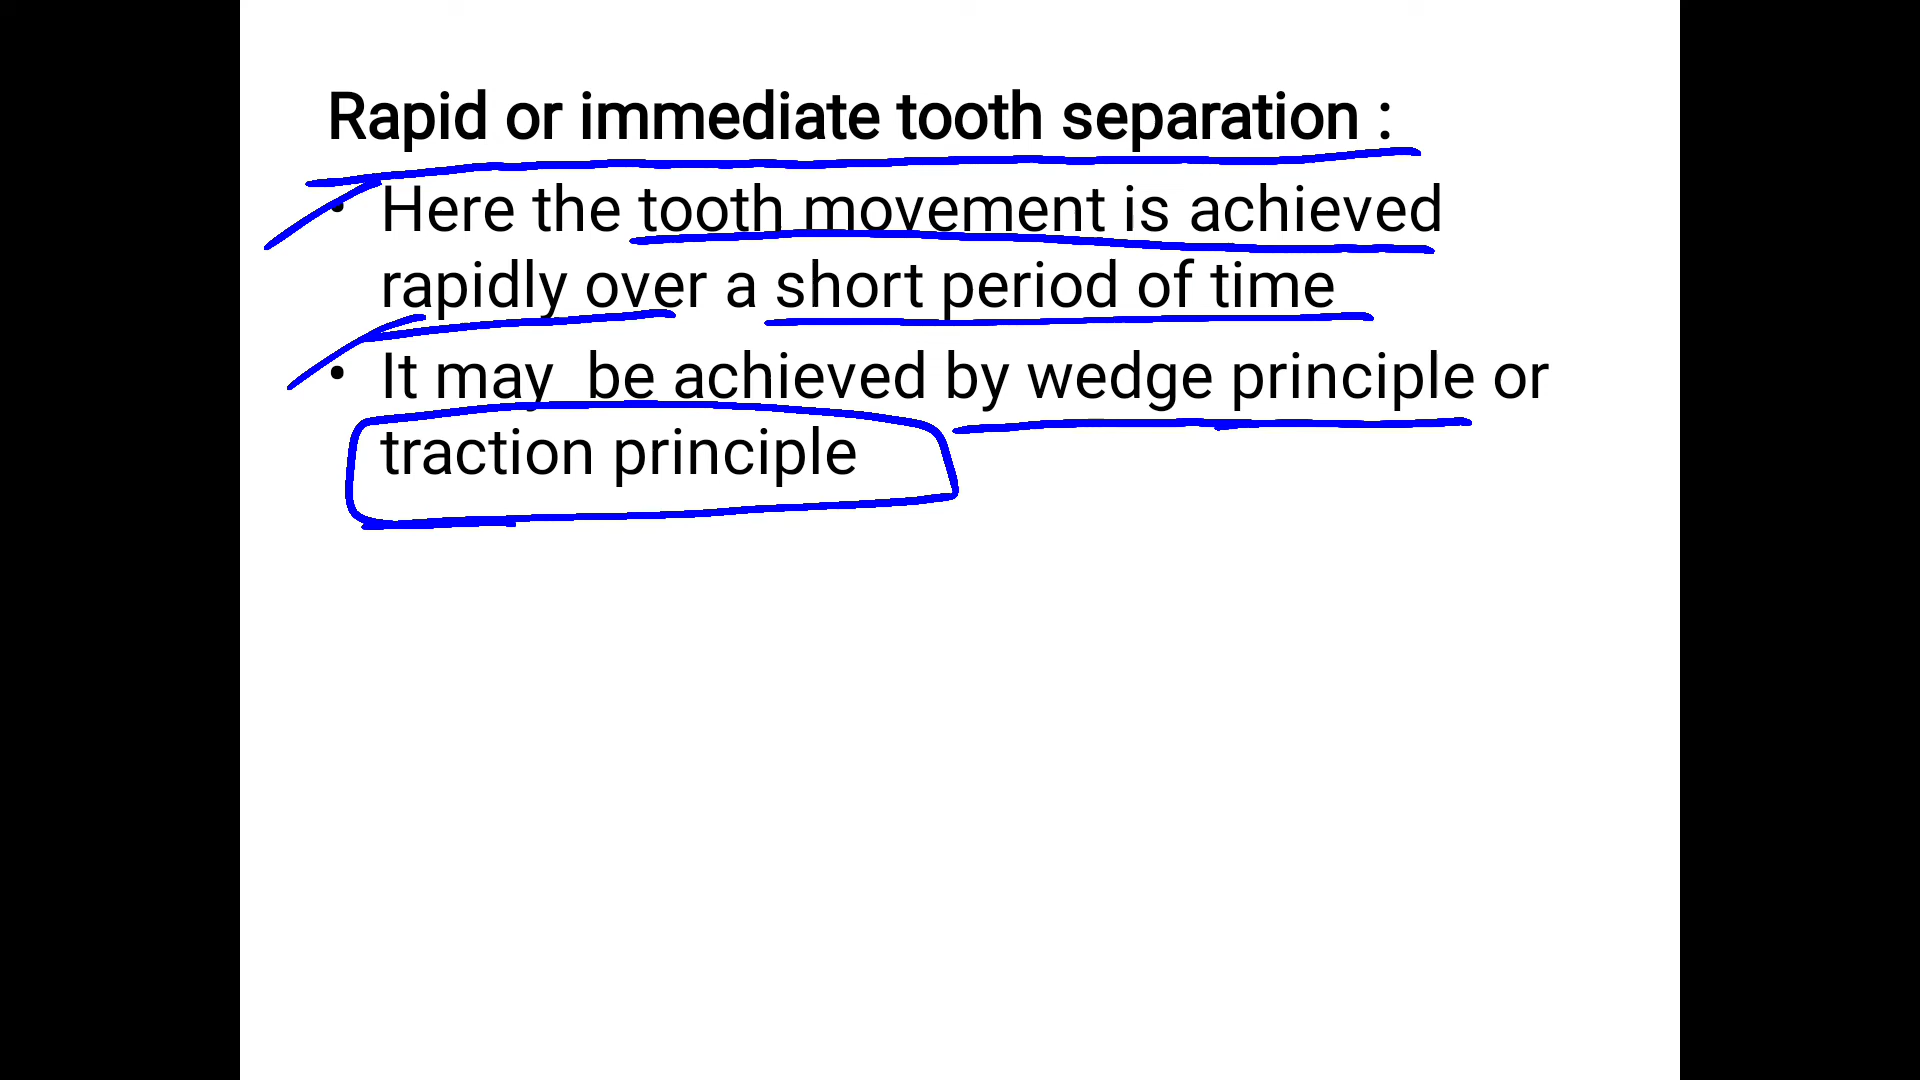 Rapid or immediate tooth separation :
• Here the tooth movement is achieved
rapidly over a short period of time
• It may  be achieved by wedge principle or
traction principle